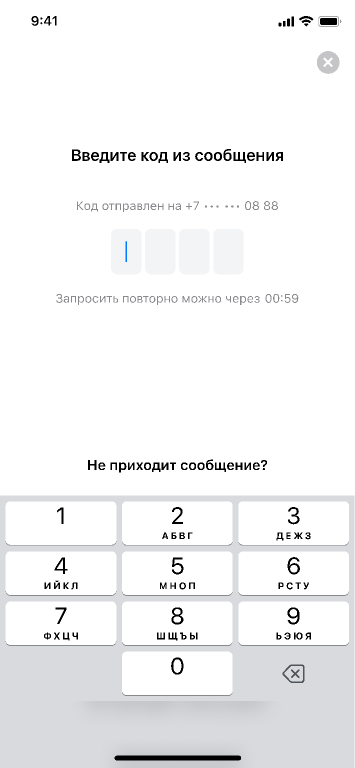 9:41
Введите код из сообщения
Код отправлен на +7 ••• ••• 08 88
Запросить повторно можно через 00:59
Не приходит сообщение?
1 2 3
АБВГ ДЕЖЗ
4 5 6
ИЙКЛ МНОП РСТУ
7 8 9
ФХЦЧ ШЩЪЫ ЬЭЮЯ
0